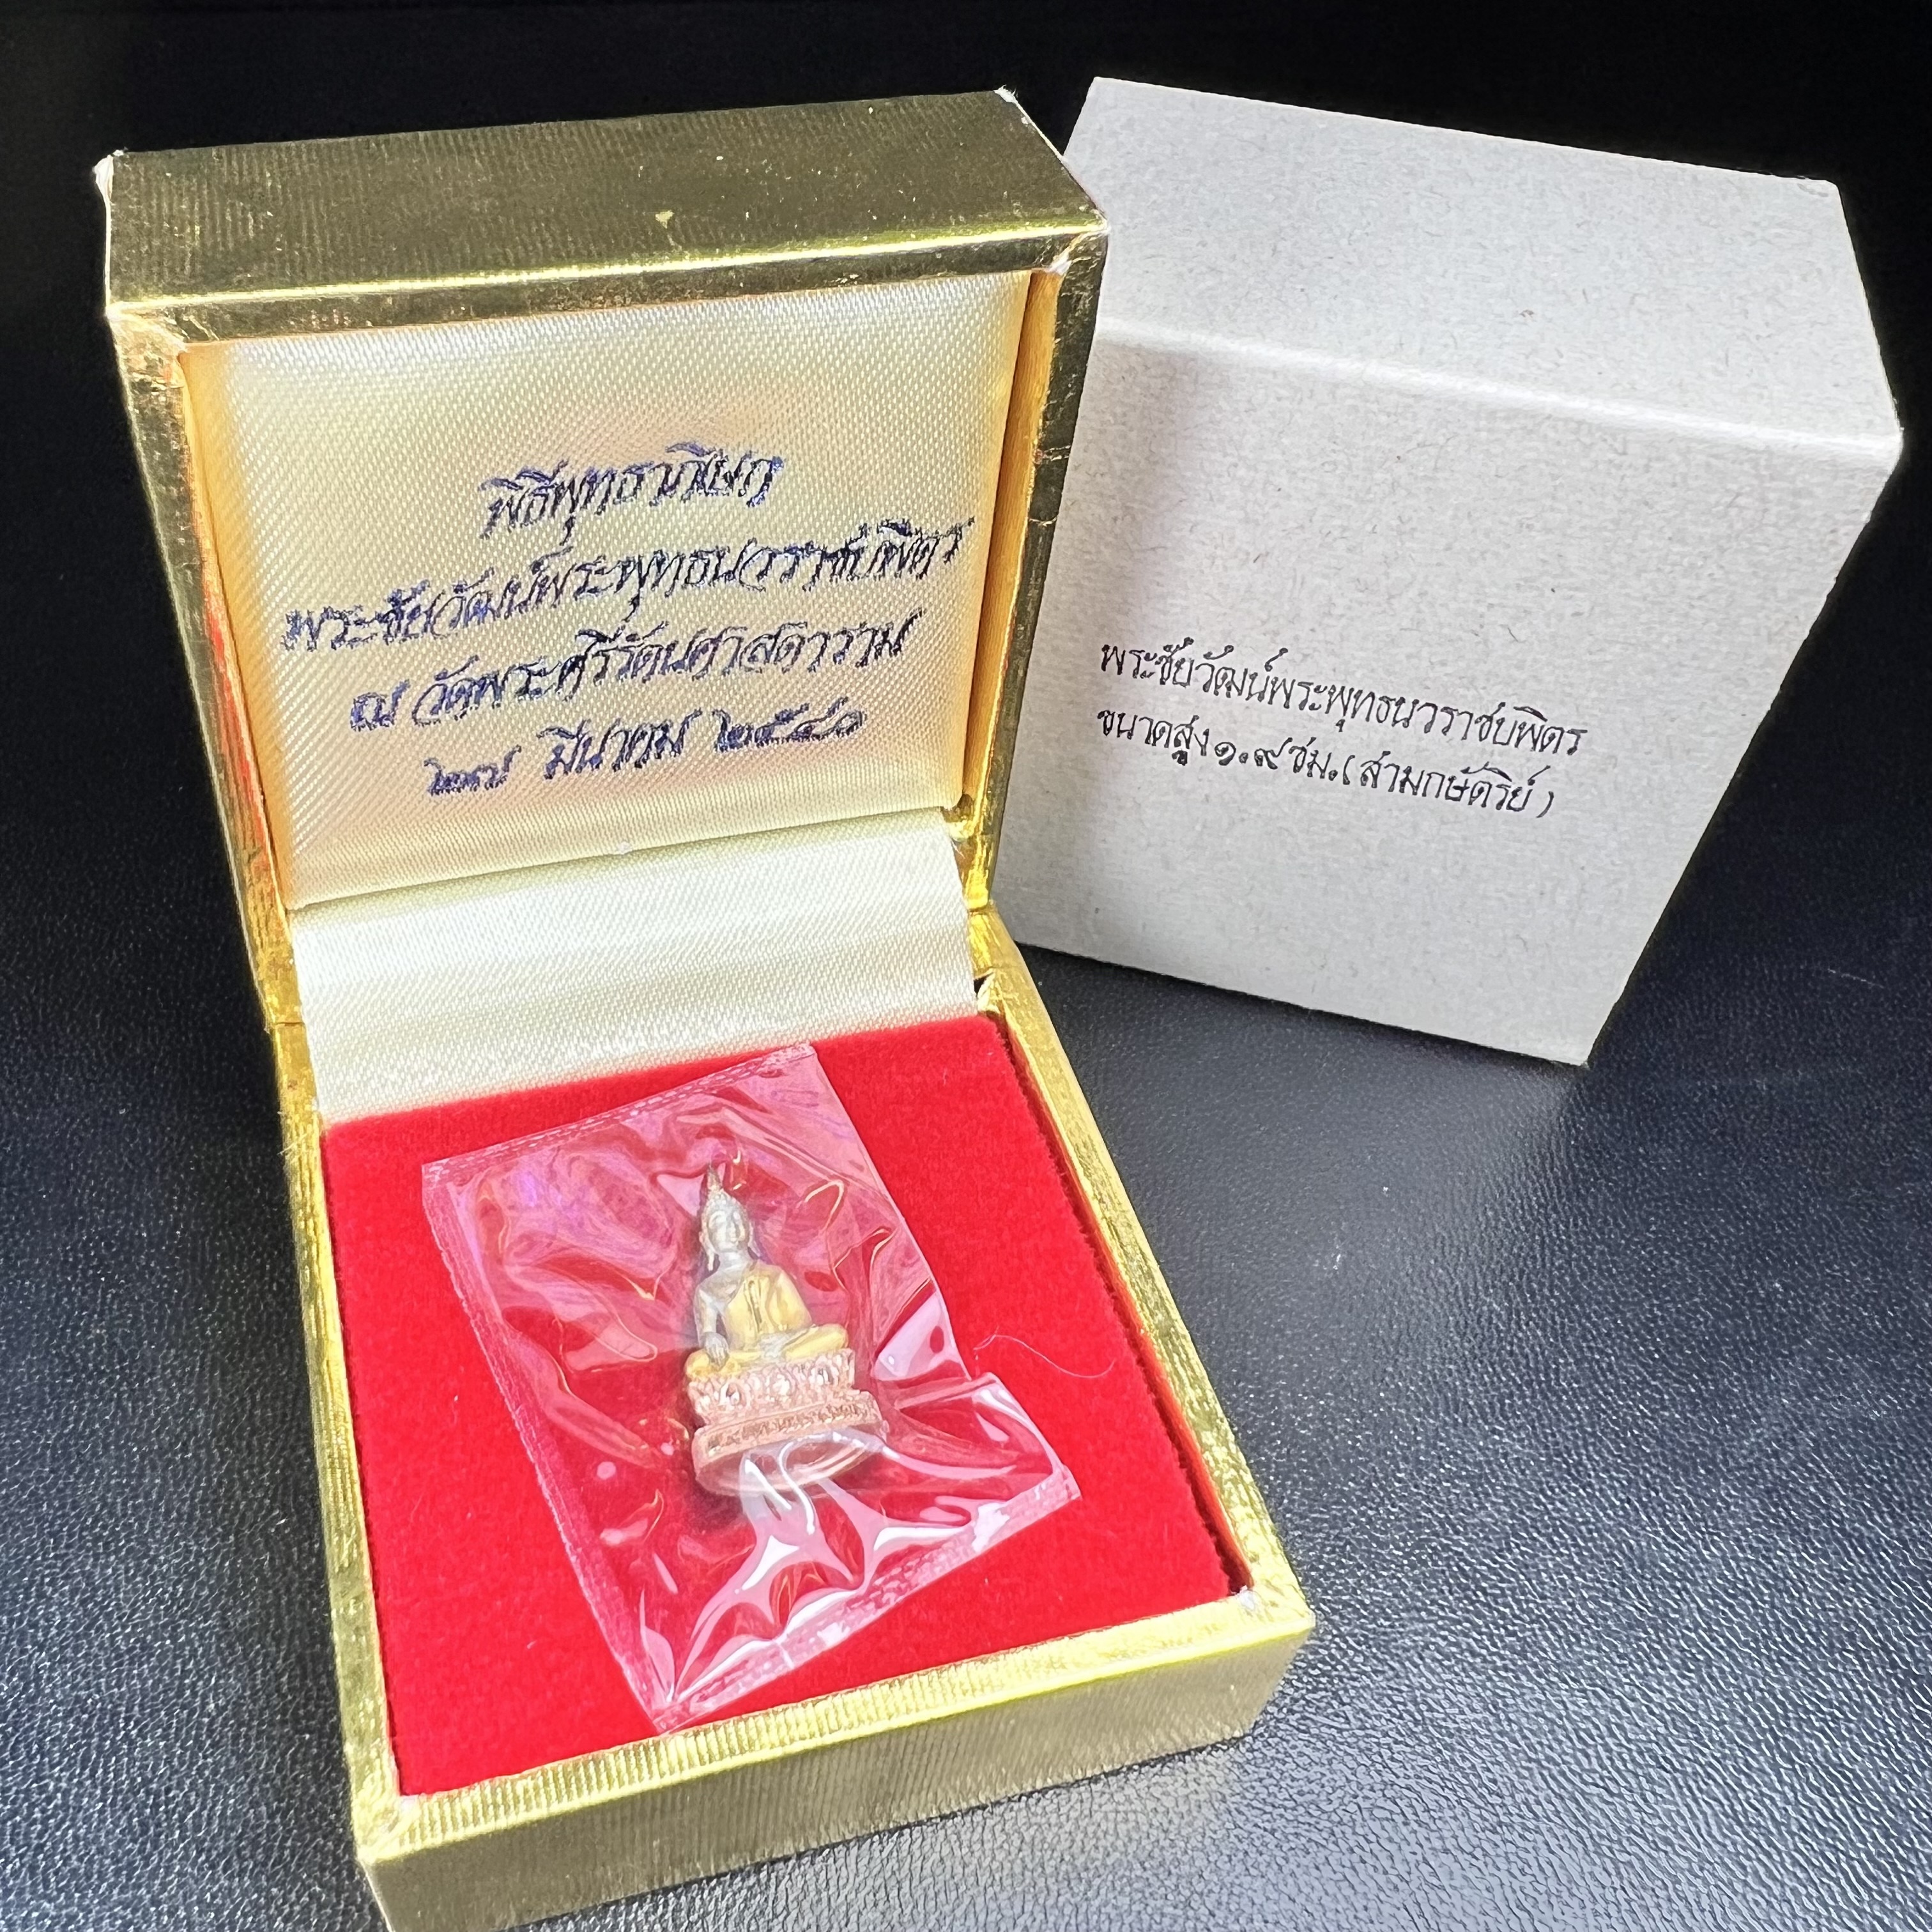 พิธีพุทธาภิเษก
พระชัยวัฒน์พระพุทธนวราชบพิตร
ณ วัดพระศรีรัตนศาสดาราม
๒๗ มีนาคม ๒๕๔๑
พระชัยวัฒน์พระพุทธนวราชบพิตร
ขนาดสูง๑.๙ซม.(สามกษัตริย์)